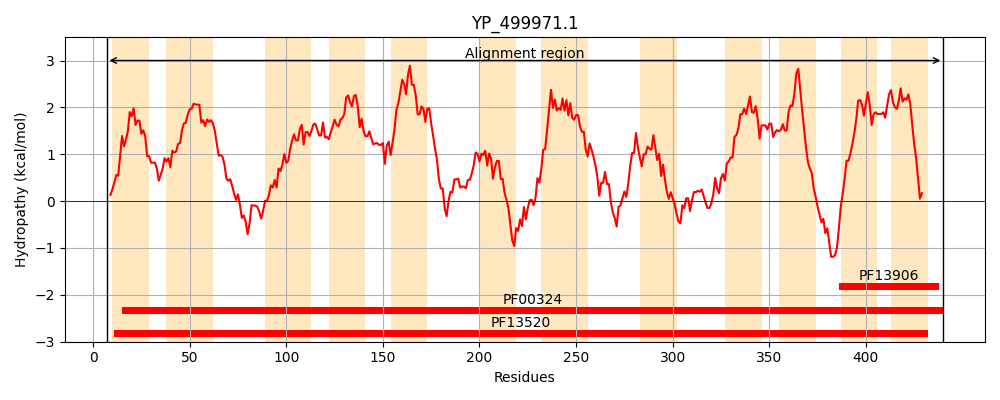 YP_499971.1
Alignment region
Hydropathy (kcal/mol)
3
2
1
0
−1
−2
−3
PF13906
PF00324
PF13520
0 50 100 150 200 250 300 350 400
Residues